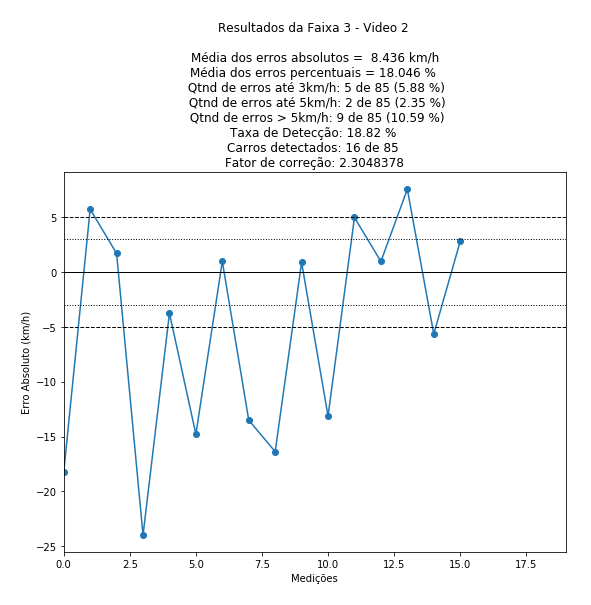 Resultados da Faixa 3 - Video 2
Média dos erros absolutos =  8.436 km/h
Média dos erros percentuais = 18.046 %
Qtnd de erros até 3km/h: 5 de 85 (5.88 %)
Qtnd de erros até 5km/h: 2 de 85 (2.35 %)
Qtnd de erros > 5km/h: 9 de 85 (10.59 %)
Taxa de Detecção: 18.82 %
Carros detectados: 16 de 85
Fator de correção: 2.3048378
Erro Absoluto (km/h)
5
0
−5
−10
−15
−20
−25
0.0 2.5 5.0 7.5 10.0 12.5 15.0 17.5
Medições